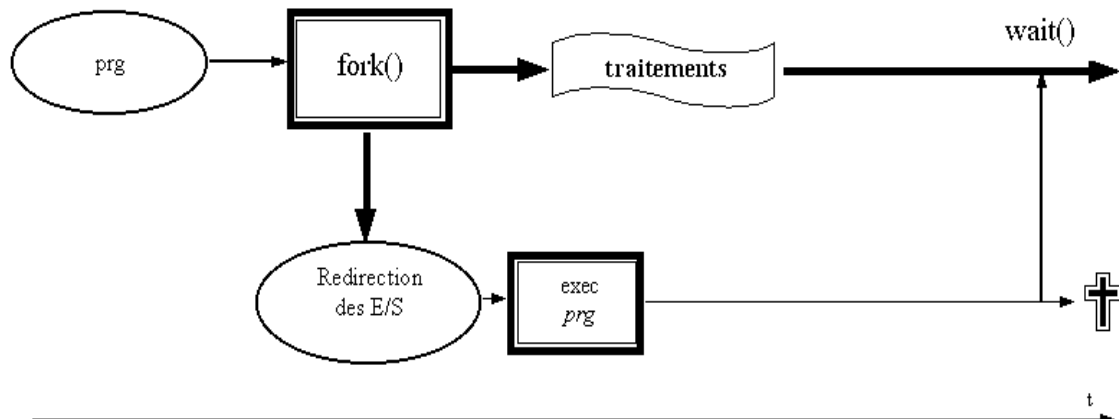 prg
fork()
traitements
wait()
Redirection
des E/S
exec
prg
t